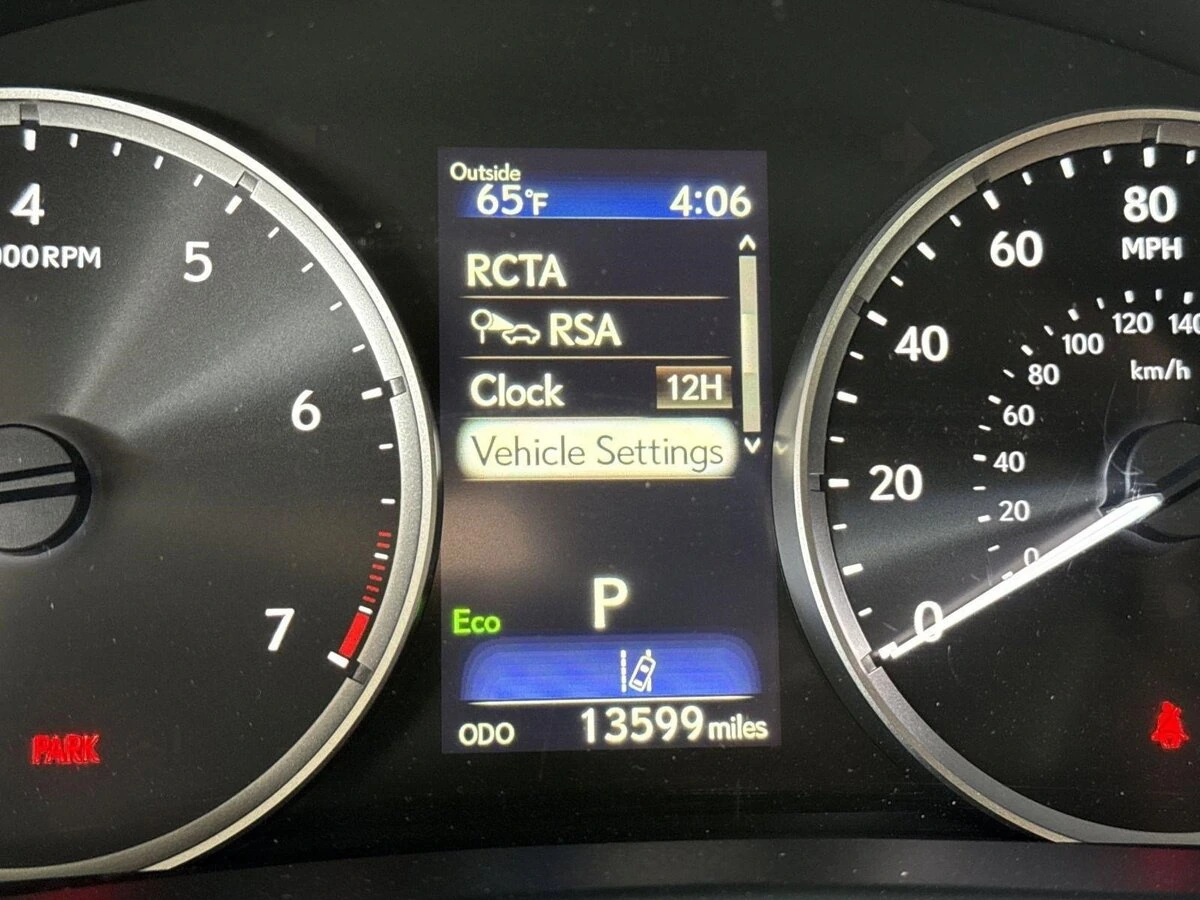 Outside
65°F 4:06
RCTA
RSA
Clock 12H
Vehicle Settings
P
Eco
ODO 13599 miles
4
000RPM
5
6
7
PARK
80
MPH
60
40
20
0
120 140
100
km/h
80
60
40
20
0